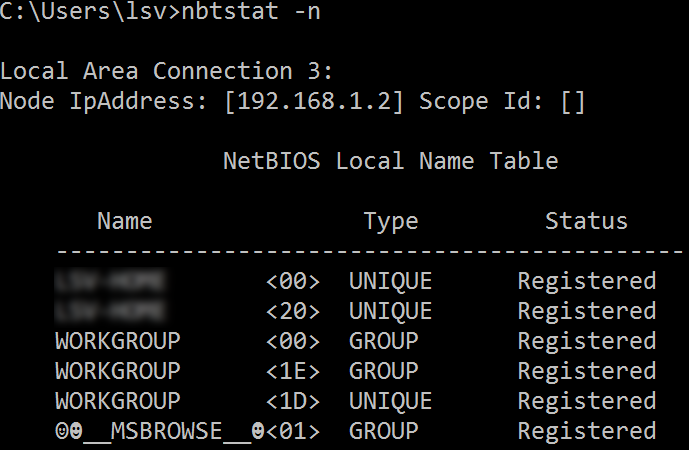 C:\Users\lsv>nbtstat -n
Local Area Connection 3:
Node IpAddress: [192.168.1.2] Scope Id: []
NetBIOS Local Name Table
Name Type Status
---------------------------------------------
<00> UNIQUE Registered
<20> UNIQUE Registered
WORKGROUP <00> GROUP Registered
WORKGROUP <1E> GROUP Registered
WORKGROUP <1D> UNIQUE Registered
☺☻__MSBROWSE__☻<01> GROUP Registered